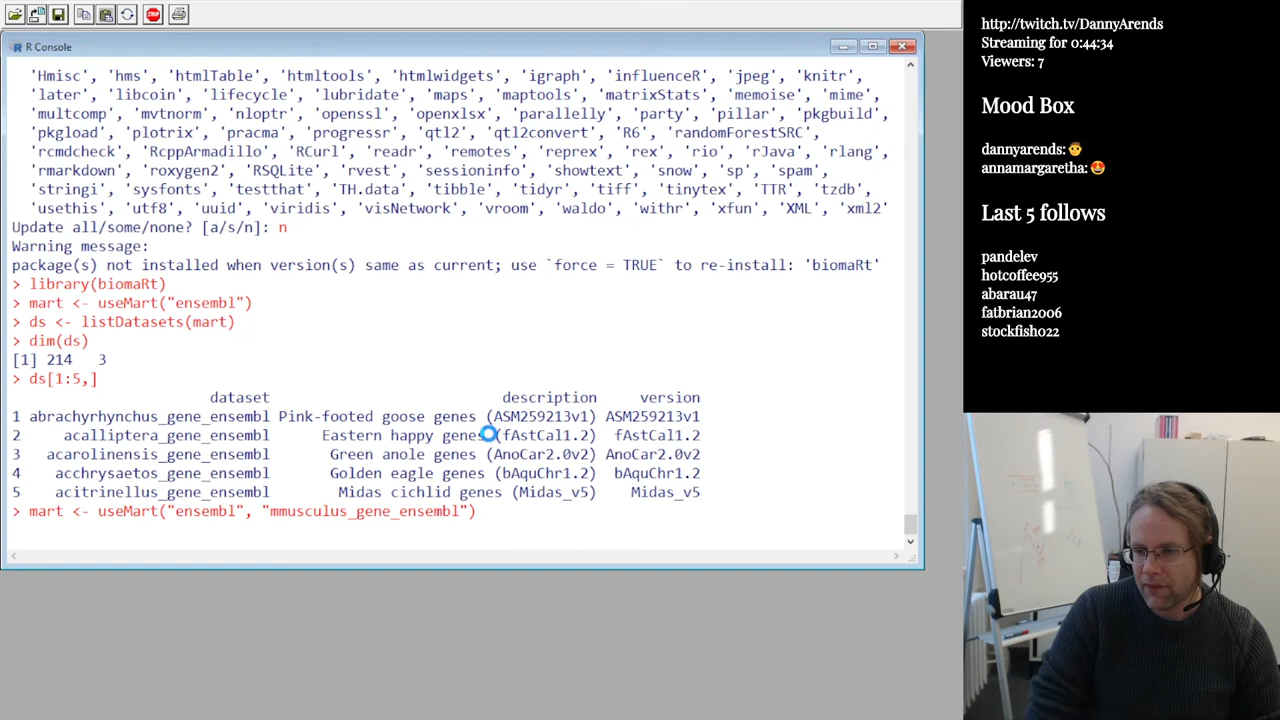 R Console
'Hmisc', 'hms', 'htmlTable', 'htmltools', 'htmlwidgets', 'igraph', 'influenceR', 'jpeg', 'knitr',
'later', 'libcoin', 'lifecycle', 'lubridate', 'maps', 'maptools', 'matrixStats', 'memoise', 'mime',
'multcomp', 'mvtnorm', 'nloptr', 'openssl', 'openxlsx', 'parallelly', 'party', 'pillar', 'pkgbuild',
'pkgload', 'plotrix', 'pracma', 'progressr', 'qtl2', 'qtl2convert', 'R6', 'randomForestSRC',
'rcmdcheck', 'RcppArmadillo', 'RCurl', 'readr', 'remotes', 'reprex', 'rex', 'rio', 'rJava', 'rlang',
'rmarkdown', 'roxygen2', 'RSQLite', 'rvest', 'sessioninfo', 'showtext', 'snow', 'sp', 'spam',
'stringi', 'sysfonts', 'testthat', 'TH.data', 'tibble', 'tidyr', 'tiff', 'tinytex', 'TTR', 'tzdb',
'usethis', 'utf8', 'uuid', 'viridis', 'visNetwork', 'vroom', 'waldo', 'withr', 'xfun', 'XML', 'xml2'
Update all/some/none? [a/s/n]: n
Warning message:
package(s) not installed when version(s) same as current; use `force = TRUE` to re-install: 'biomaRt'
> library(biomaRt)
> mart <- useMart("ensembl")
> ds <- listDatasets(mart)
> dim(ds)
[1] 214   3
> ds[1:5,]
dataset description version
1 abrachyrhynchus_gene_ensembl Pink-footed goose genes (ASM259213v1) ASM259213v1
2 acalliptera_gene_ensembl Eastern happy genes (fAstCal1.2) fAstCal1.2
3 acarolinensis_gene_ensembl Green anole genes (AnoCar2.0v2) AnoCar2.0v2
4 acchrysaetos_gene_ensembl Golden eagle genes (bAquChr1.2) bAquChr1.2
5 acitrinellus_gene_ensembl Midas cichlid genes (Midas_v5) Midas_v5
> mart <- useMart("ensembl", "mmusculus_gene_ensembl")
http://twitch.tv/DannyArends
Streaming for 0:44:34
Viewers: 7
Mood Box
dannyarends:
annamargaretha:
Last 5 follows
pandelev
hotcoffee955
abarau47
fatbrian2006
stockfish022